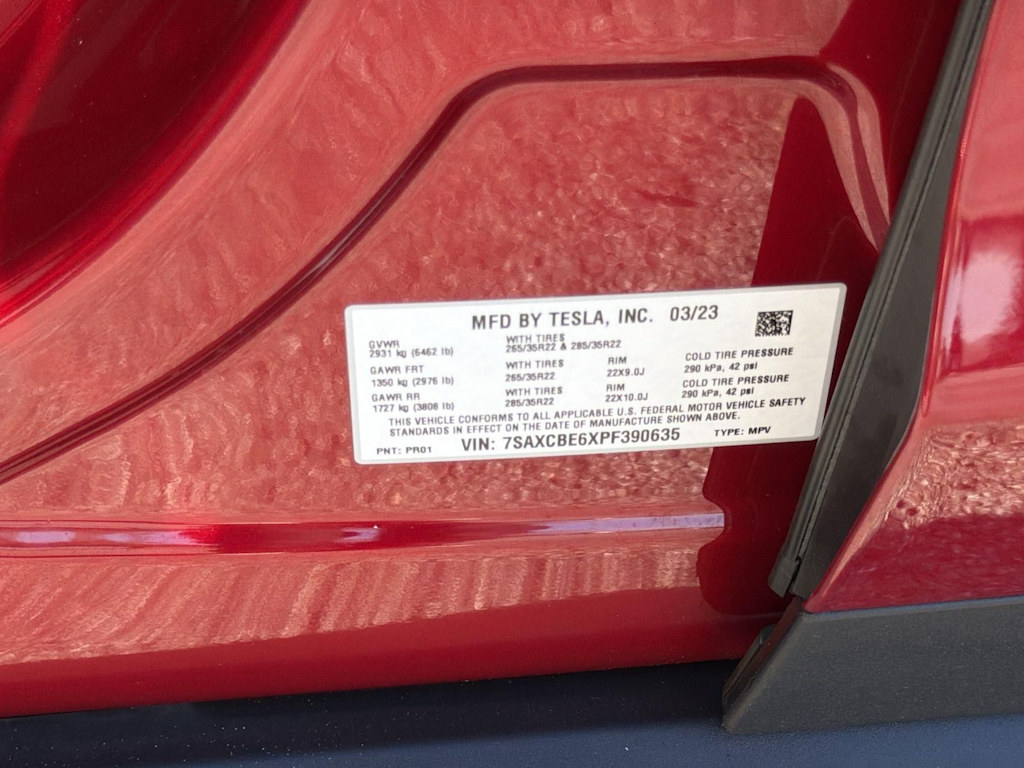 MFD BY TESLA, INC. 03/23
GVWR WITH TIRES
2931 kg (6462 lb) 265/35R22 & 285/35R22
GAWR FRT WITH TIRES RIM COLD TIRE PRESSURE
1350 kg (2976 lb) 265/35R22 22X9.0J 290 kPa, 42 psi
GAWR RR WITH TIRES RIM COLD TIRE PRESSURE
1727 kg (3808 lb) 285/35R22 22X10.0J 290 kPa, 42 psi
THIS VEHICLE CONFORMS TO ALL APPLICABLE U.S. FEDERAL MOTOR VEHICLE SAFETY
STANDARDS IN EFFECT ON THE DATE OF MANUFACTURE SHOWN ABOVE.
PNT: PR01 VIN: 7SAXCBE6XPF390635 TYPE: MPV